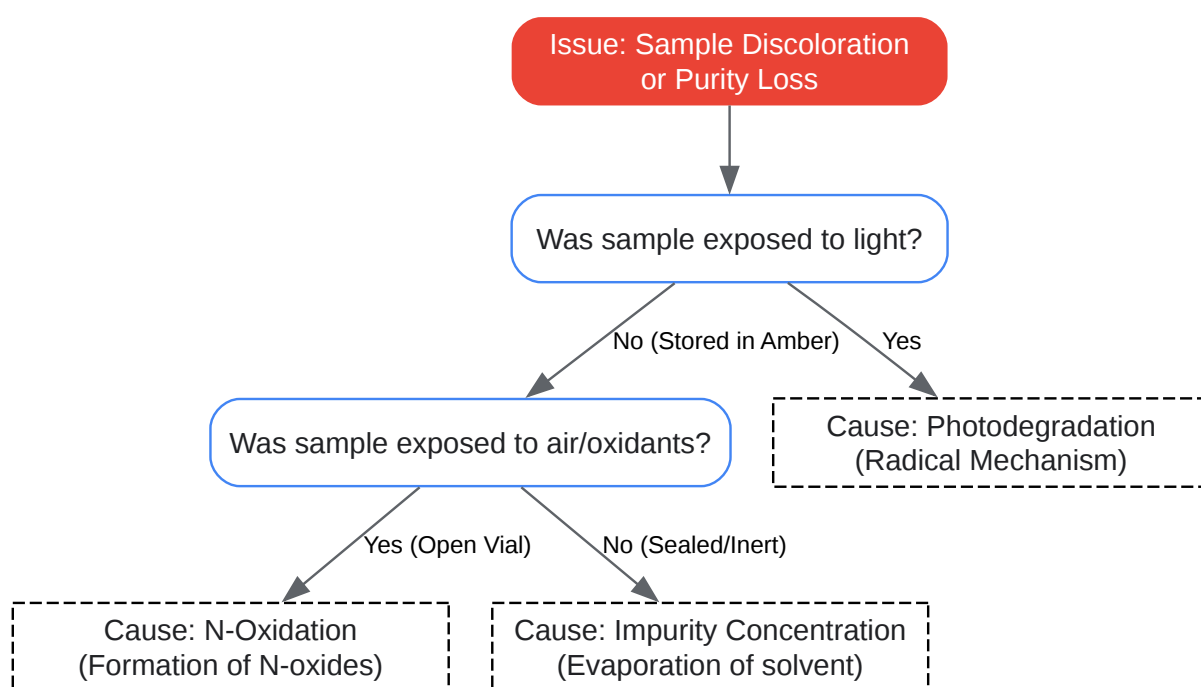 Issue: Sample Discoloration
or Purity Loss
Was sample exposed to light?
No (Stored in Amber)
Yes
Was sample exposed to air/oxidants?
Cause: Photodegradation
(Radical Mechanism)
Yes (Open Vial)
No (Sealed/Inert)
Cause: N-Oxidation
(Formation of N-oxides)
Cause: Impurity Concentration
(Evaporation of solvent)